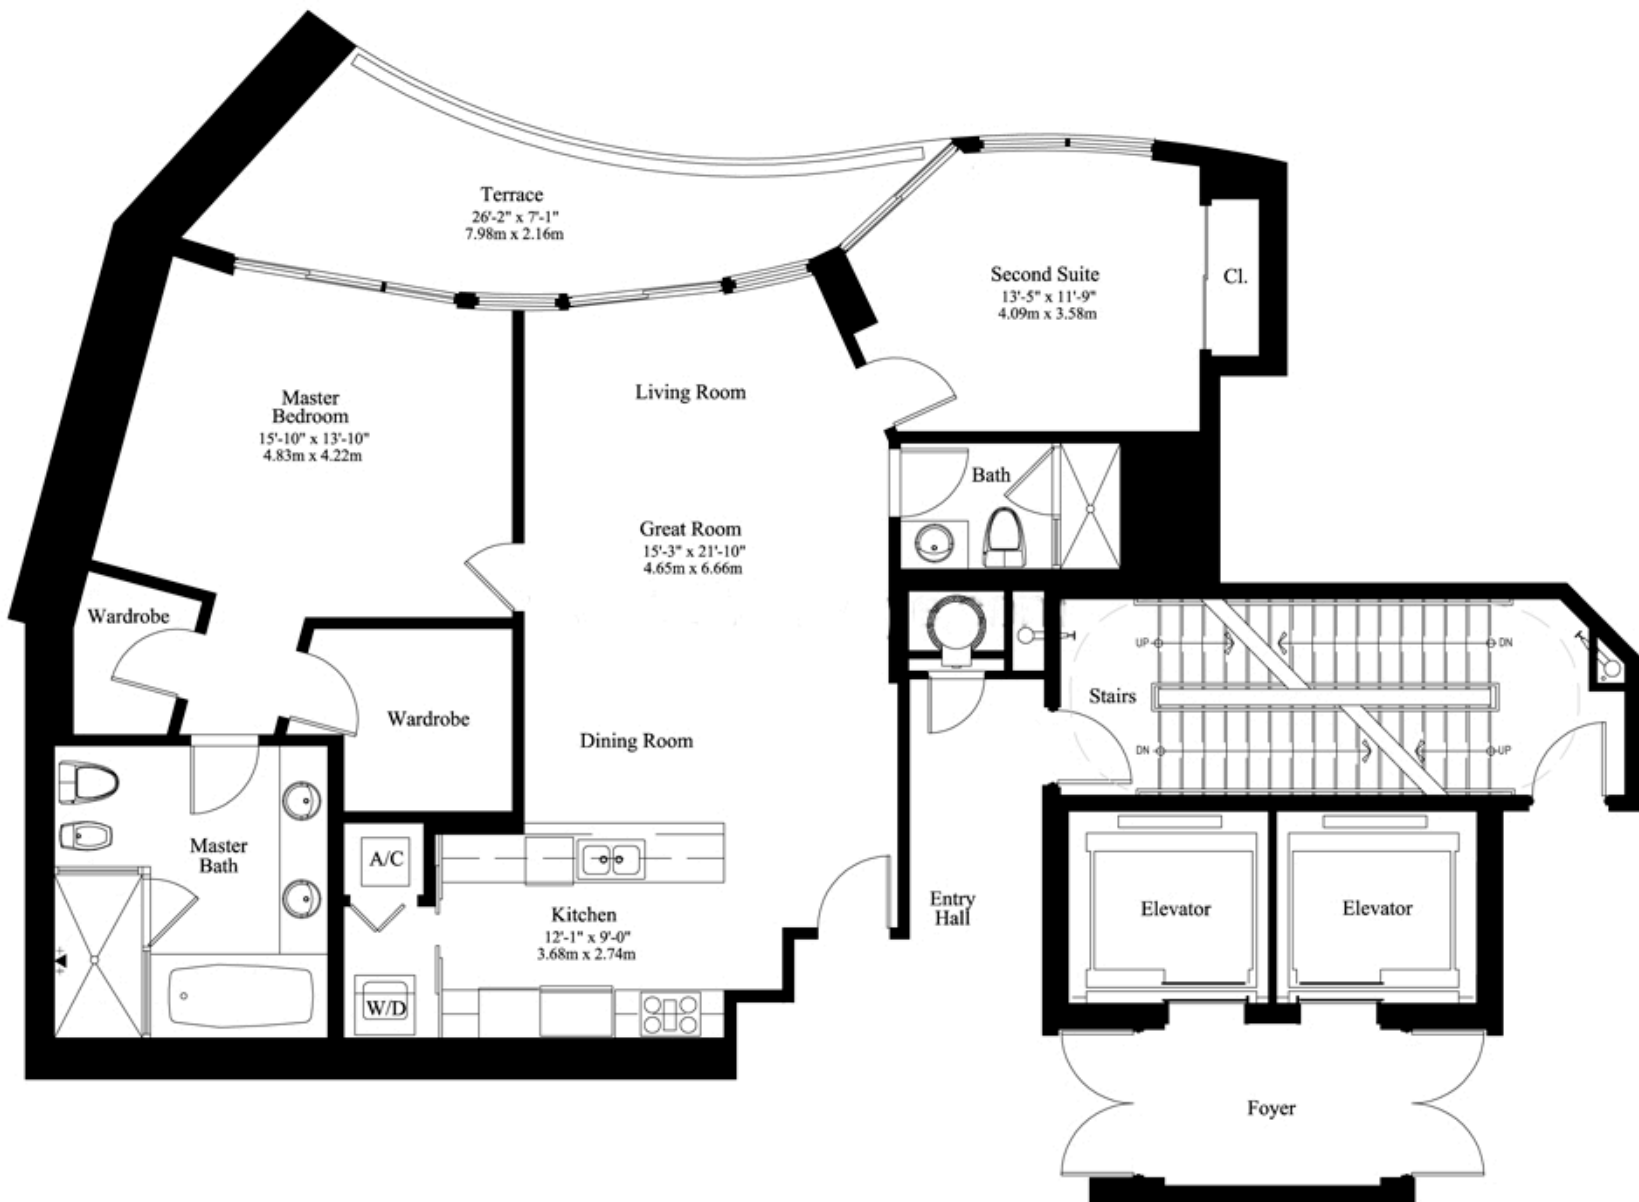 Terrace
26'-2" x 7'-1"
7.98m x 2.16m
Second Suite
13'-5" x 11'-9"
4.09m x 3.58m
Cl.
Master
Bedroom
15'-10" x 13'-10"
4.83m x 4.22m
Living Room
Bath
Great Room
15'-3" x 21'-10"
4.65m x 6.66m
Wardrobe
Wardrobe
Dining Room
UP
DN
Stairs
DN
UP
Master
Bath
A/C
Kitchen
12'-1" x 9'-0"
3.68m x 2.74m
W/D
Entry
Hall
Elevator
Elevator
Foyer